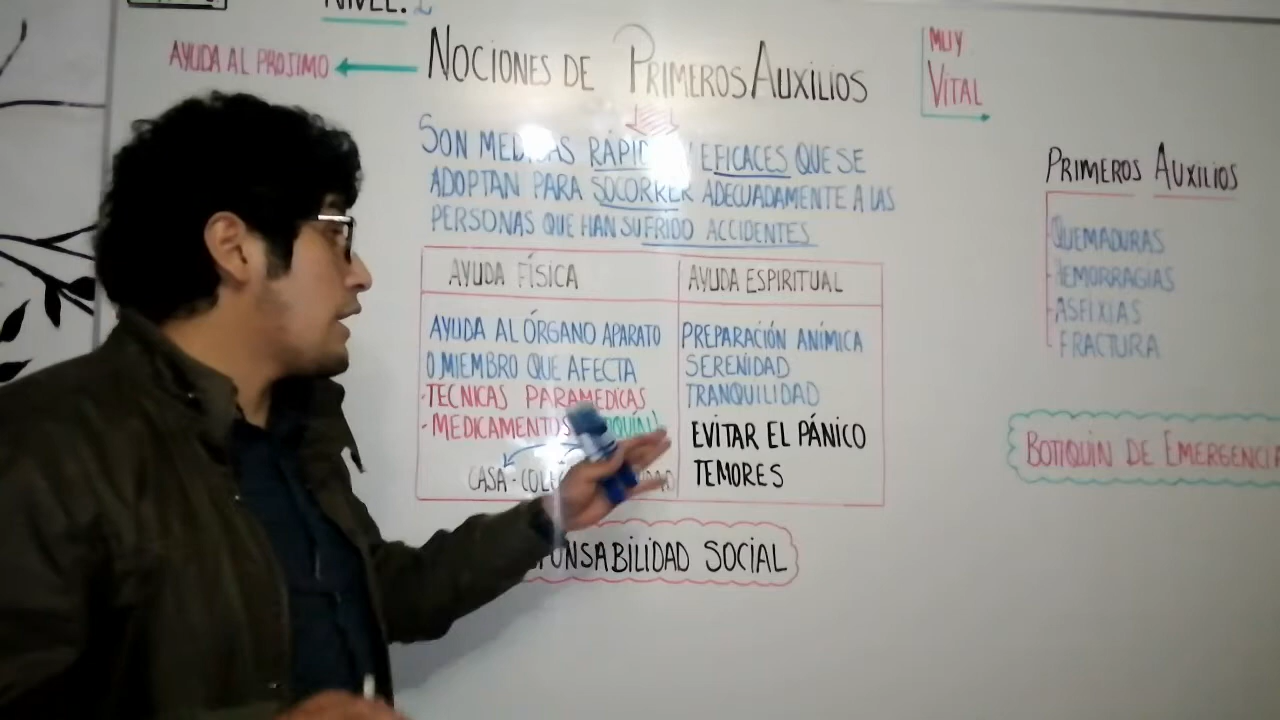 NIVEL: 2
NOCIONES DE PRIMEROS AUXILIOS
AYUDA AL PROJIMO
MUY
VITAL
SON RÁPID Y EFICACES QUE SE
ADOPTAN PARA SOCORRER ADECUADAMENTE A LAS
PERSONAS QUE HAN SUFRIDO ACCIDENTES
AYUDA FÍSICA
AYUDA AL ÓRGANO APARATO
O MIEMBRO QUE AFECTA
-TECNICAS PARAMEDICAS
-MEDICAMENTOS
CASA -
AYUDA ESPIRITUAL
PREPARACIÓN ANÍMICA
SERENIDAD
TRANQUILIDAD
EVITAR EL PÁNICO
TEMORES
PONSABILIDAD SOCIAL
PRIMEROS AUXILIOS
QUEMADURAS
HEMORRAGIAS
ASFIXIAS
FRACTURA
BOTIQUIN DE EMERGENCI